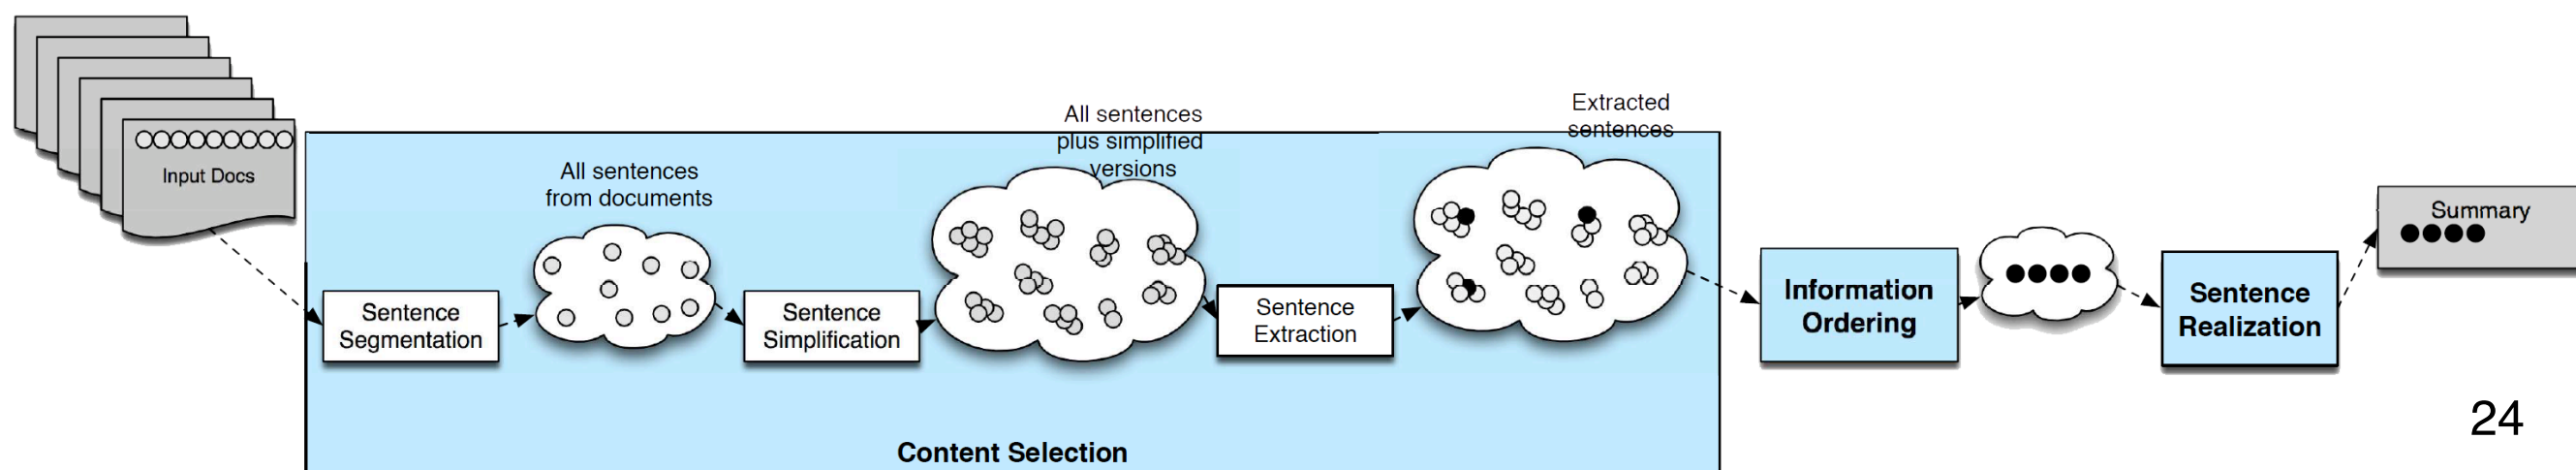 Input Docs
Sentence
Segmentation
All sentences
from documents
Sentence
Simplification
All sentences
plus simplified
versions
Sentence
Extraction
Extracted
sentences
Content Selection
Information
Ordering
Sentence
Realization
Summary
24